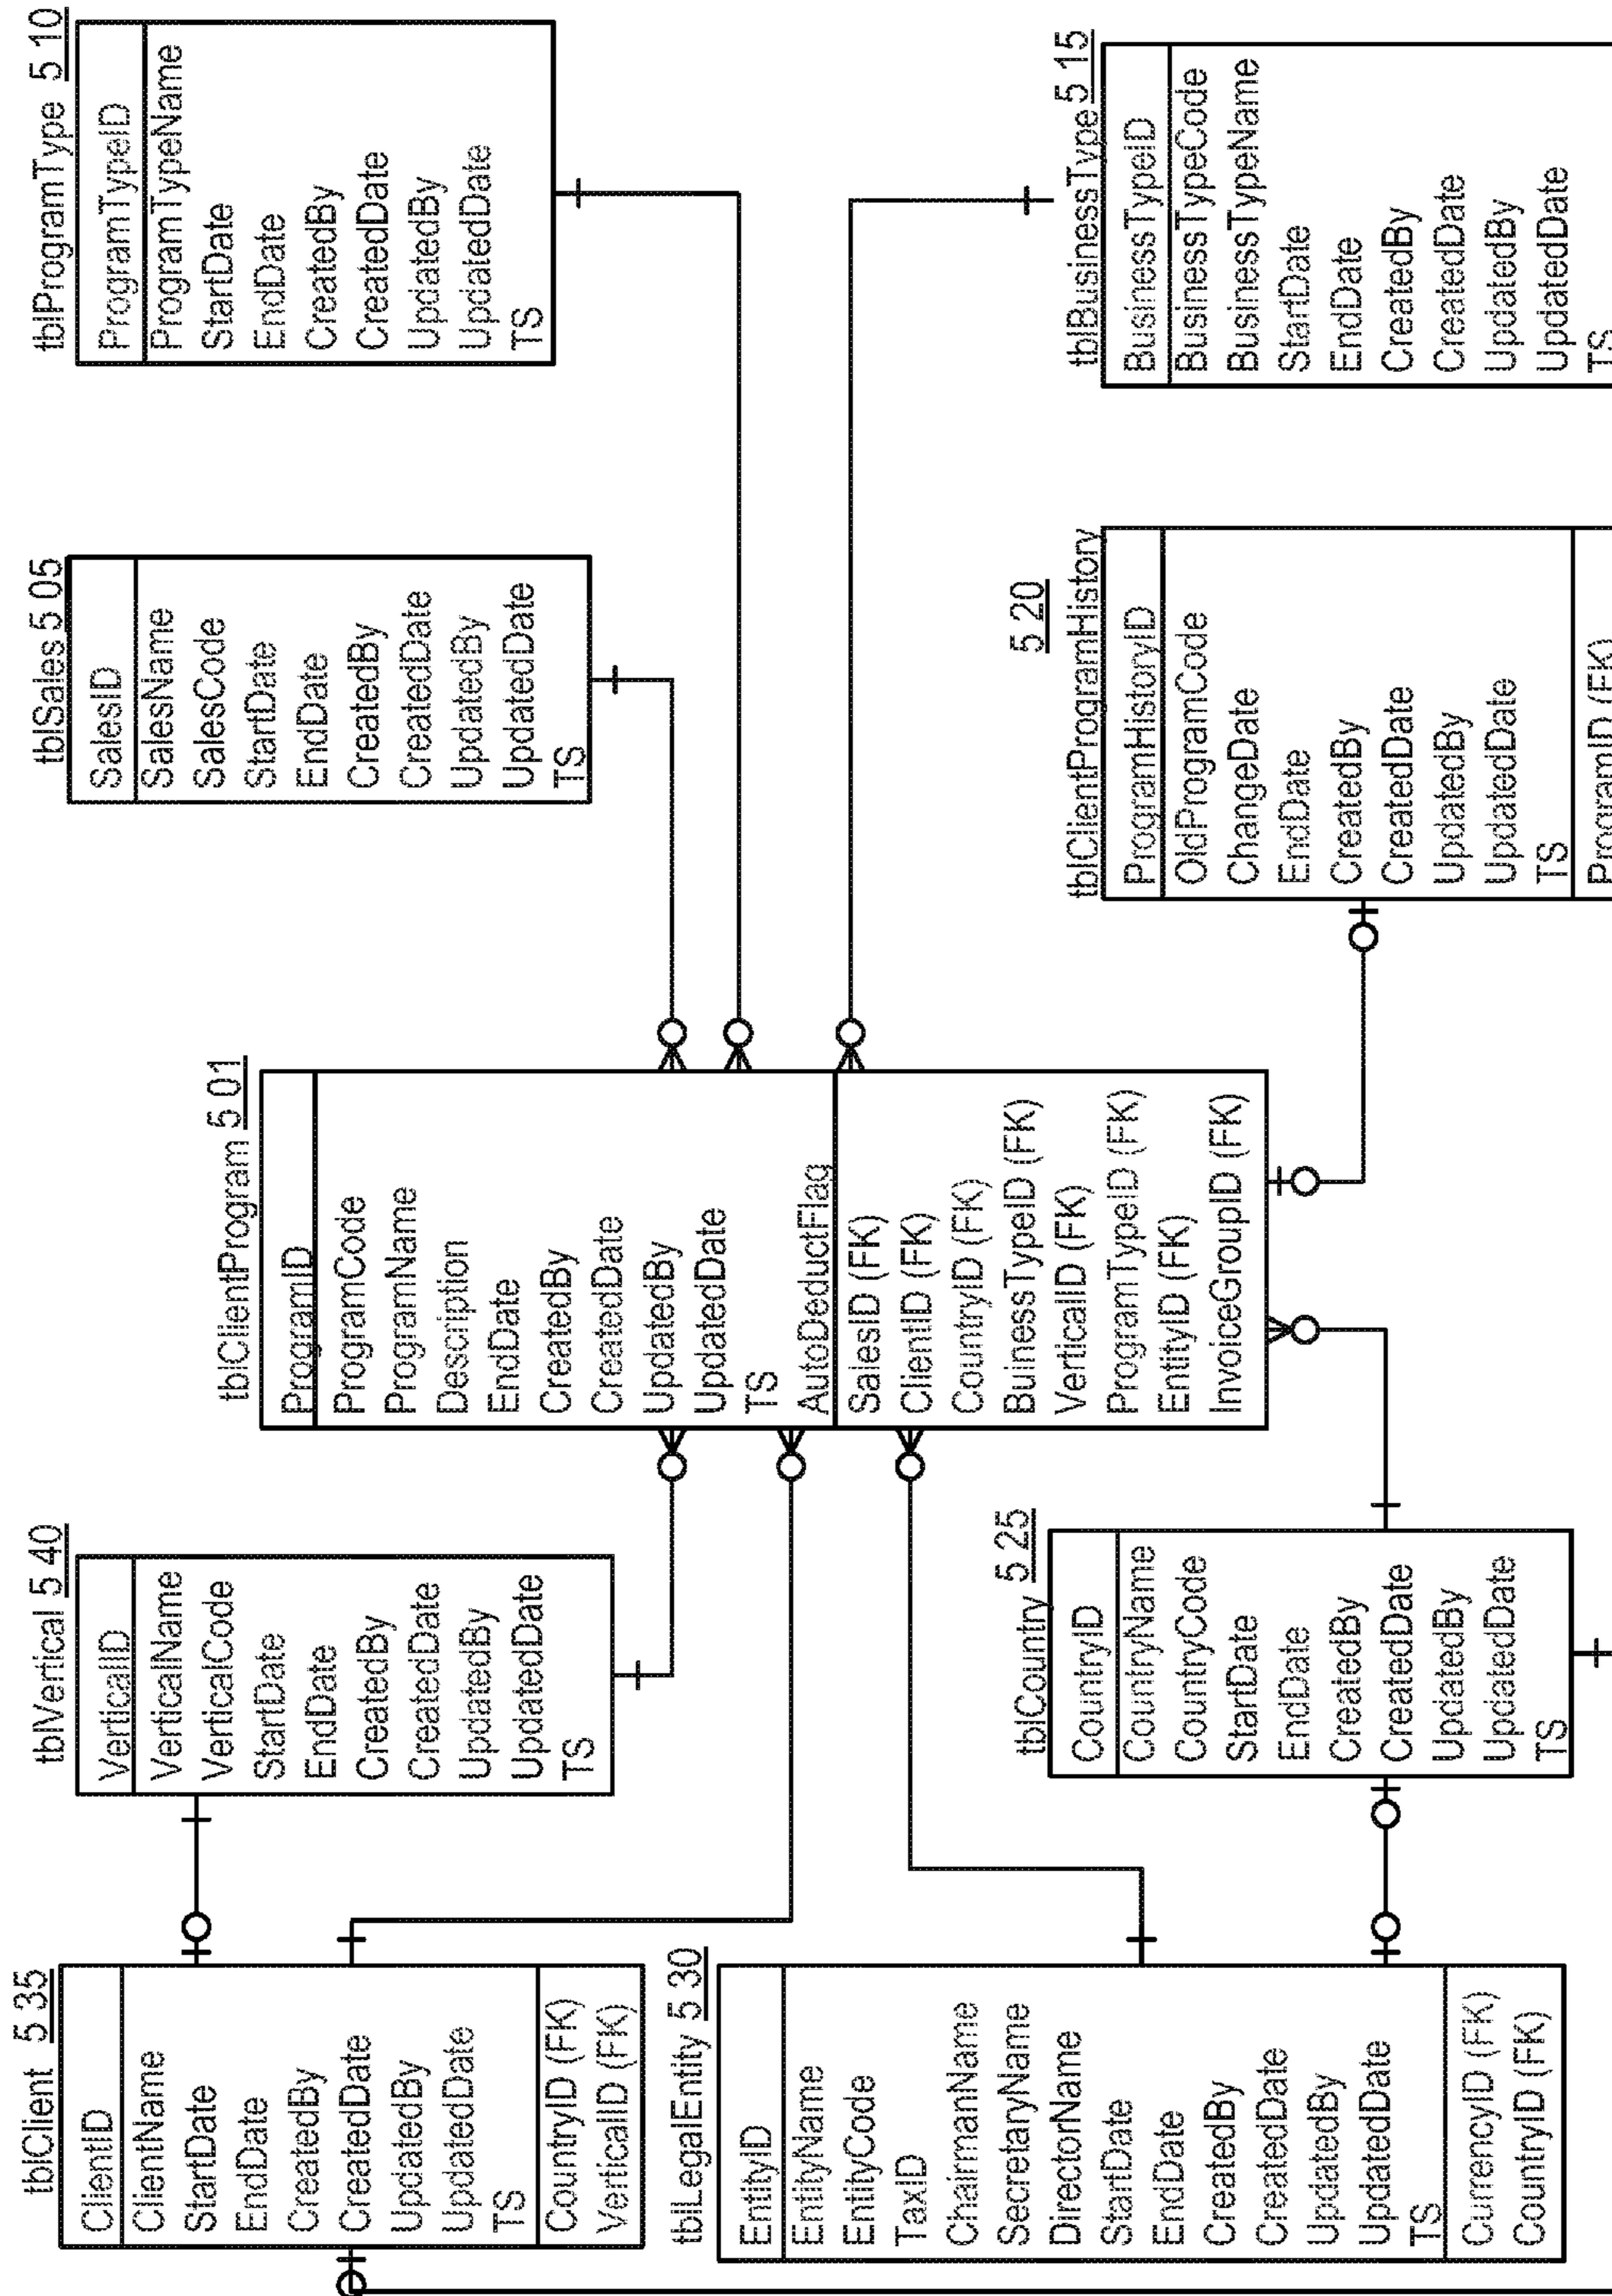 tblClient 5 35
ClientID
ClientName
StartDate
EndDate
CreatedBy
CreatedDate
UpdatedBy
UpdatedDate
TS
CountryID (FK)
VerticalID (FK)
tblVertical 5 40
VerticalID
VerticalName
VerticalCode
StartDate
EndDate
CreatedBy
CreatedDate
UpdatedBy
UpdatedDate
TS
tblClientProgram 5 01
ProgramID
ProgramCode
ProgramName
Description
EndDate
CreatedBy
CreatedDate
UpdatedBy
UpdatedDate
TS
AutoDeductFlag
SalesID (FK)
ClientID (FK)
CountryID (FK)
BuinessTypeID (FK)
VerticalID (FK)
ProgramTypeID (FK)
EntityID (FK)
InvoiceGroupID (FK)
tblSales 5 05
SalesID
SalesName
SalesCode
StartDate
EndDate
CreatedBy
CreatedDate
UpdatedBy
UpdatedDate
TS
tblProgramType 5 10
ProgramTypeID
ProgramTypeName
StartDate
EndDate
CreatedBy
CreatedDate
UpdatedBy
UpdatedDate
TS
tblLegalEntity 5 30
EntityID
EntityName
EntityCode
TaxID
ChairmanName
SecretaryName
DirectorName
StartDate
EndDate
CreatedBy
CreatedDate
UpdatedBy
UpdatedDate
TS
CurrencyID (FK)
CountryID (FK)
tblCountry 5 25
CountryID
CountryName
CountryCode
StartDate
EndDate
CreatedBy
CreatedDate
UpdatedBy
UpdatedDate
TS
5 20
tblClientProgramHistory
ProgramHistoryID
OldProgramCode
ChangeDate
EndDate
CreatedBy
CreatedDate
UpdatedBy
UpdatedDate
TS
ProgramID (FK)
tblBusinessType 5 15
BusinessTypeID
BusinessTypeCode
BusinessTypeName
StartDate
EndDate
CreatedBy
CreatedDate
UpdatedBy
UpdatedDate
TS